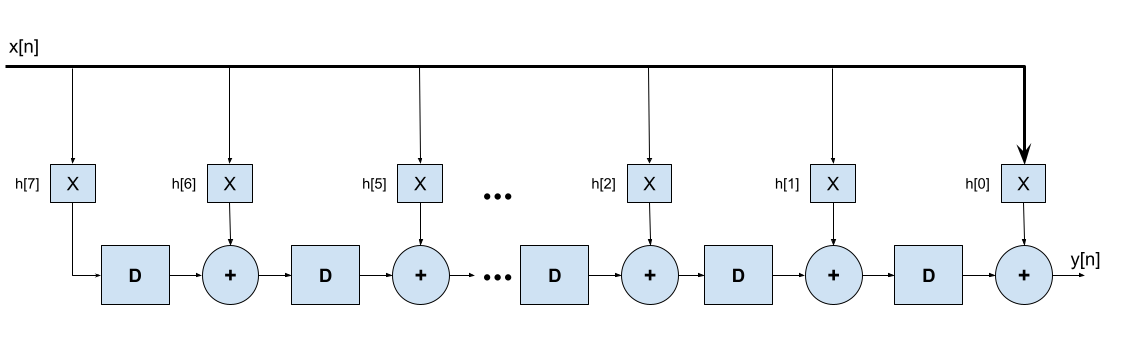 x[n]
h[7] X h[6] X h[5] X ••• h[2] X h[1] X h[0] X
D + D + ••• D + D + D + y[n]